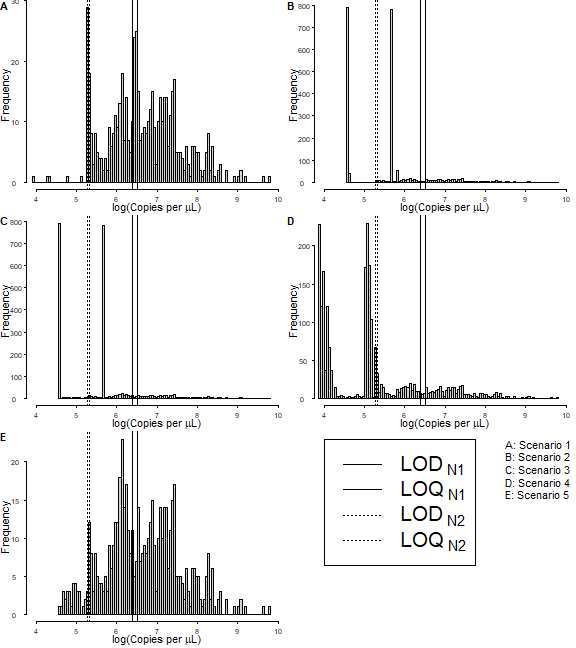 A
Frequency
30
20
10
0
4 5 6 7 8 9 10
log(Copies per µL)
B
Frequency
800
700
600
500
400
300
200
100
0
4 5 6 7 8 9 10
log(Copies per µL)
C
Frequency
800
700
600
500
400
300
200
100
0
4 5 6 7 8 9 10
log(Copies per µL)
D
Frequency
200
150
100
50
0
4 5 6 7 8 9 10
log(Copies per µL)
E
Frequency
20
15
10
5
0
4 5 6 7 8 9 10
log(Copies per µL)
LOD N1
LOQ N1
LOD N2
LOQ N2
A: Scenario 1
B: Scenario 2
C: Scenario 3
D: Scenario 4
E: Scenario 5